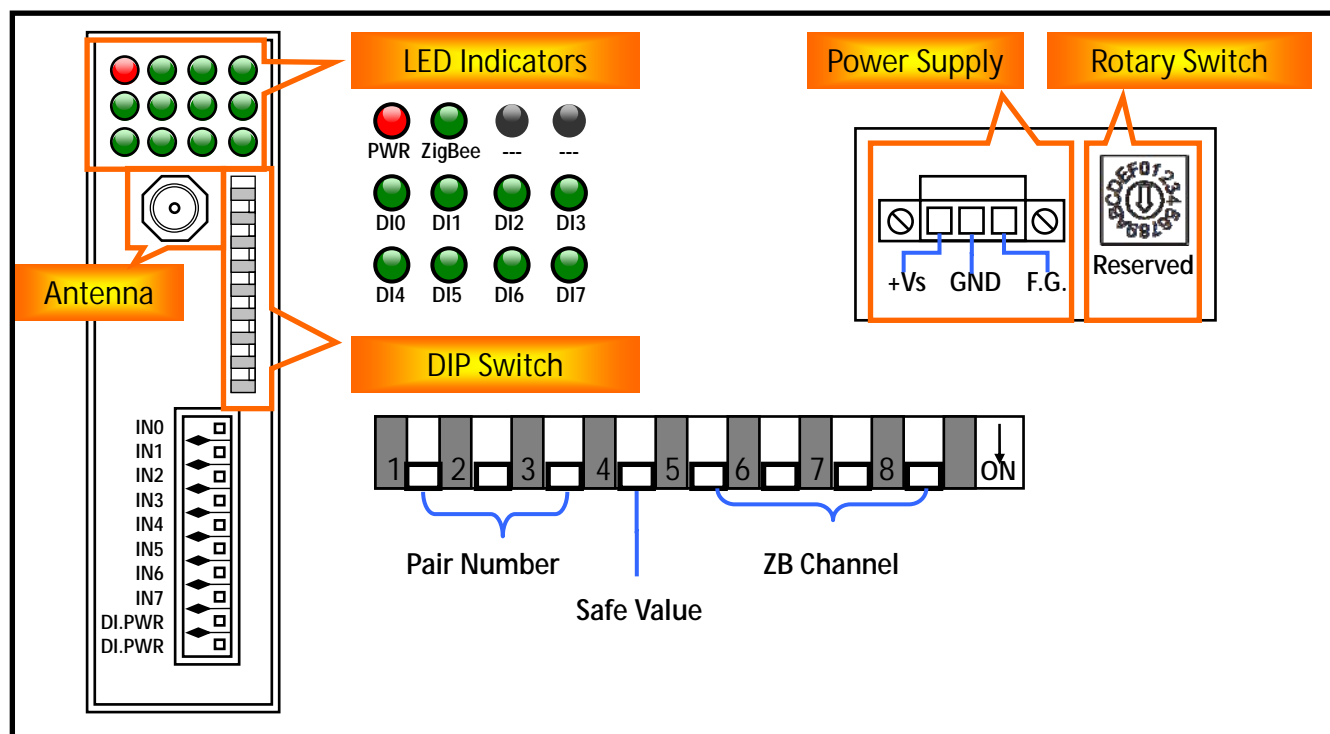 LED Indicators
Power Supply
Rotary Switch
PWR ZigBee --- ---
DI0 DI1 DI2 DI3
DI4 DI5 DI6 DI7
Antenna
+Vs GND F.G.
0123456789ABCDEF
Reserved
DIP Switch
1 2 3 4 5 6 7 8 ON
Pair Number
Safe Value
ZB Channel
IN0
IN1
IN2
IN3
IN4
IN5
IN6
IN7
DI.PWR
DI.PWR